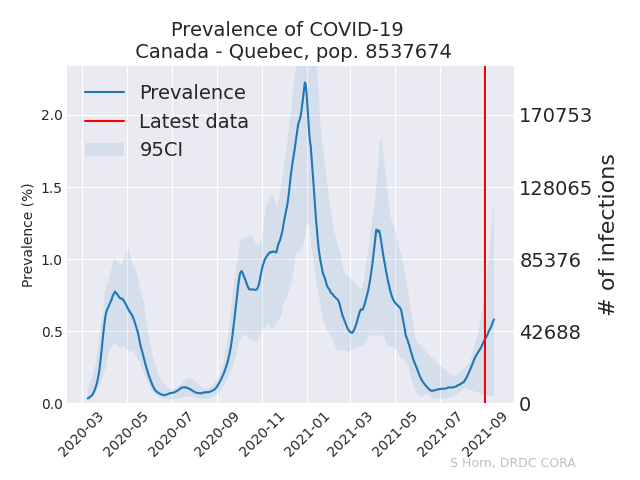 Prevalence of COVID-19
Canada - Quebec, pop. 8537674
Prevalence
Latest data
95CI
Prevalence (%)
2.0
1.5
1.0
0.5
0.0
170753
128065
85376
42688
0
# of infections
2020-03
2020-05
2020-07
2020-09
2020-11
2021-01
2021-03
2021-05
2021-07
2021-09
S Horn, DRDC CORA